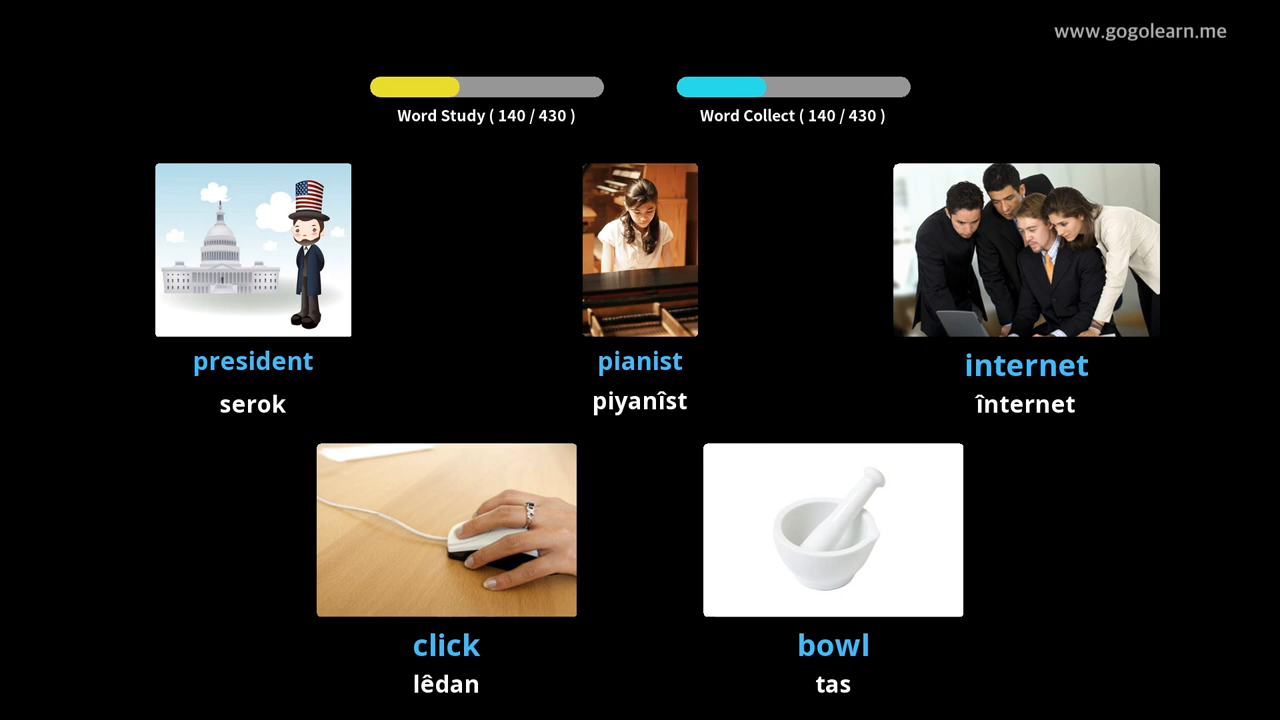 www.gogolearn.me
Word Study ( 140 / 430 )
Word Collect ( 140 / 430 )
president
serok
pianist
piyanîst
internet
înternet
click
lêdan
bowl
tas